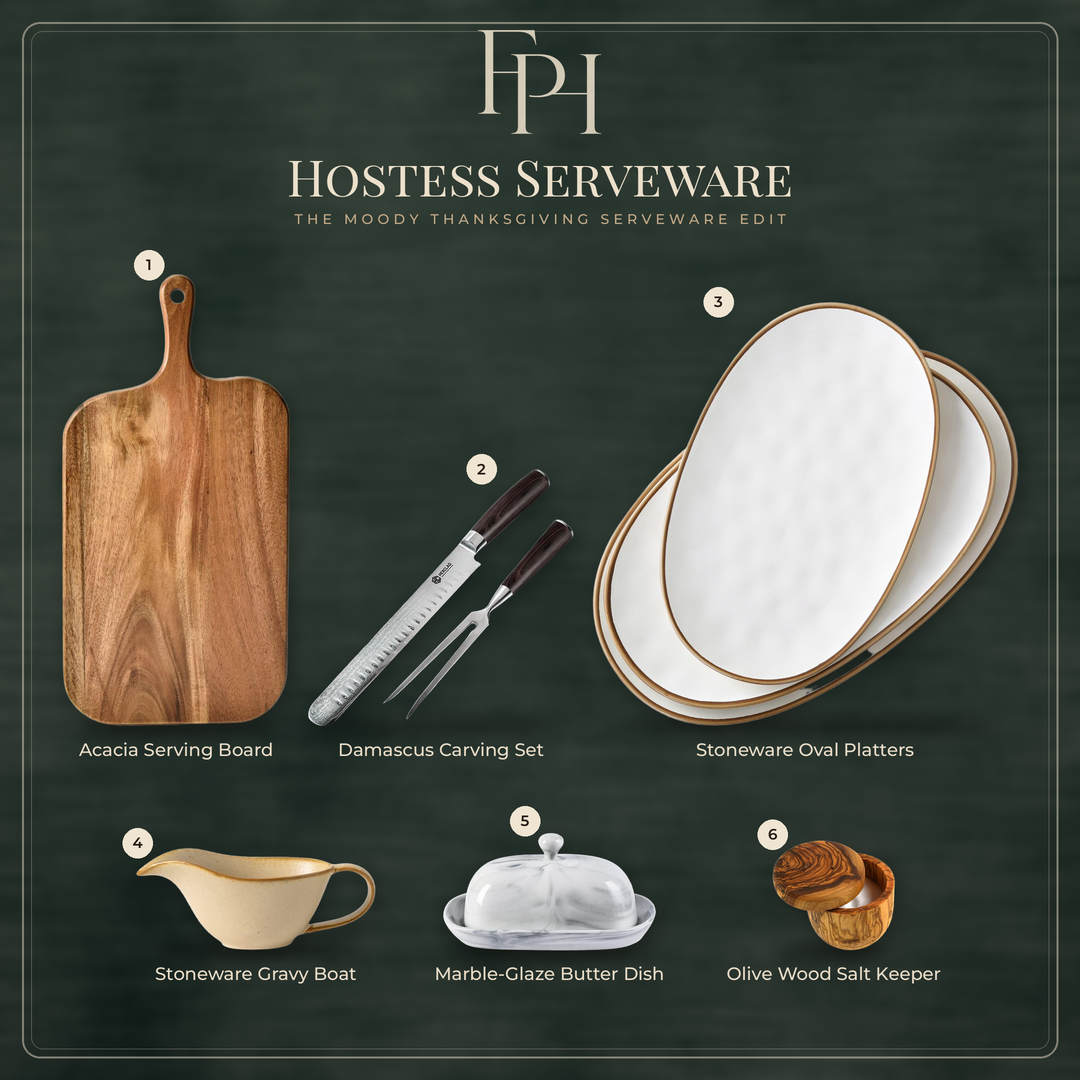 FPH
HOSTESS SERVEWARE
THE MOODY THANKSGIVING SERVEWARE EDIT
1
2
3
Acacia Serving Board
Damascus Carving Set
Stoneware Oval Platters
4
5
6
Stoneware Gravy Boat
Marble-Glaze Butter Dish
Olive Wood Salt Keeper